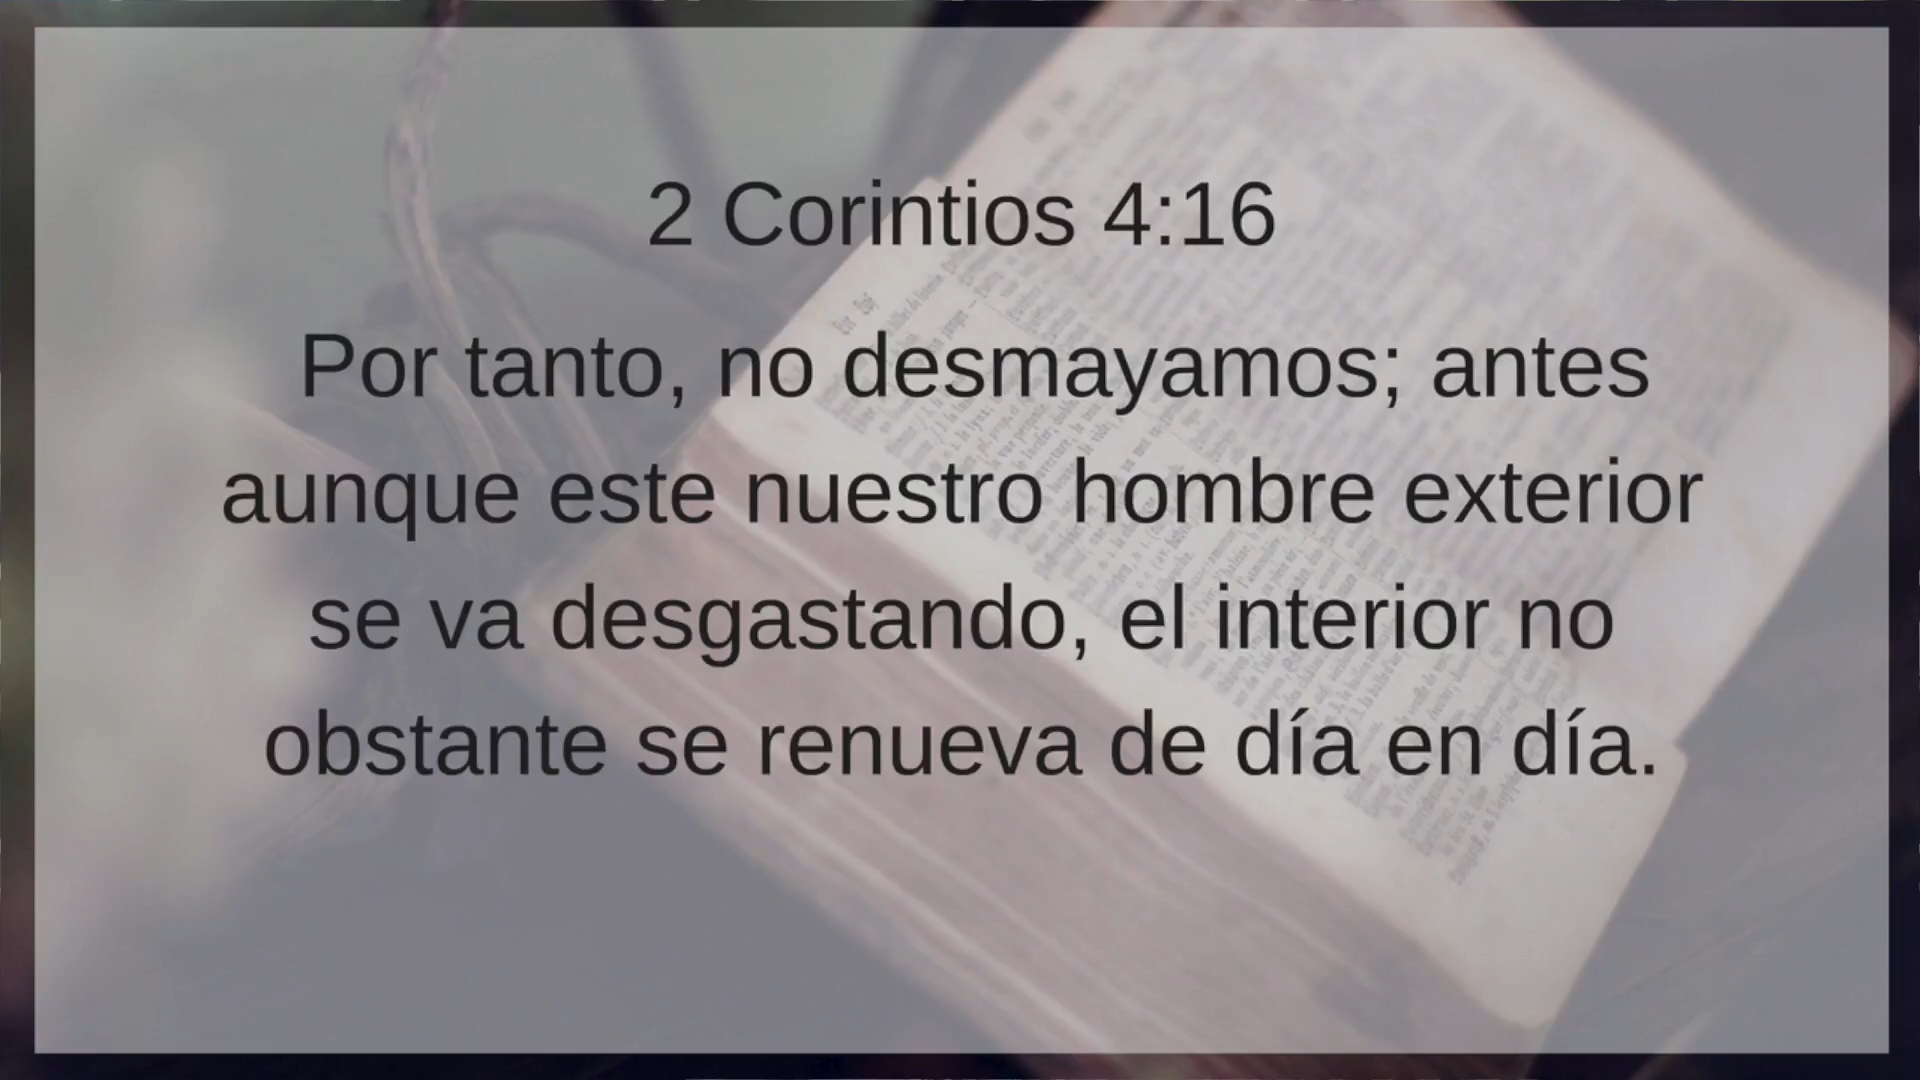 2 Corintios 4:16
Por tanto, no desmayamos; antes
aunque este nuestro hombre exterior
se va desgastando, el interior no
obstante se renueva de día en día.